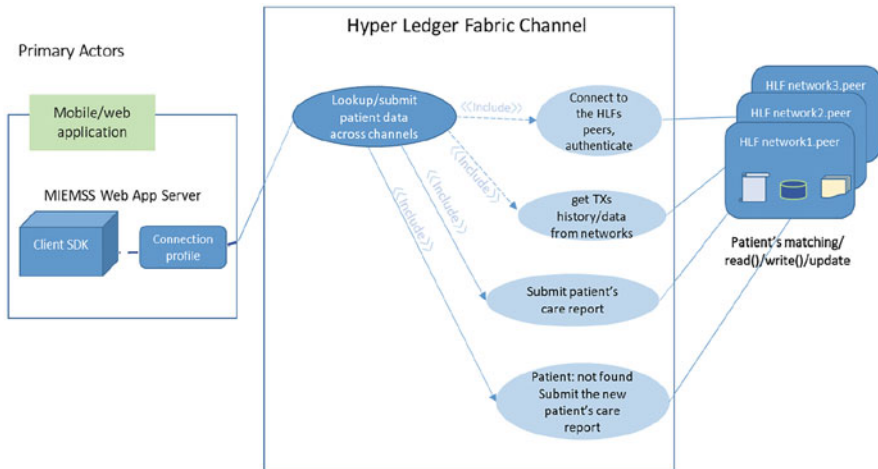 Hyper Ledger Fabric Channel
Primary Actors
Mobile/web
application
MIEMSS Web App Server
Client SDK
Connection
profile
Lookup/submit
patient data
across channels
<<Include>>
<<Include>>
<<Include>>
<<Include>>
Connect to
the HLFs
peers,
authenticate
get TXs
history/data
from networks
Submit patient's
care report
Patient: not found
Submit the new
patient's care
report
HLF network3.peer
HLF network2.peer
HLF network1.peer
Patient's matching/
read()/write()/update